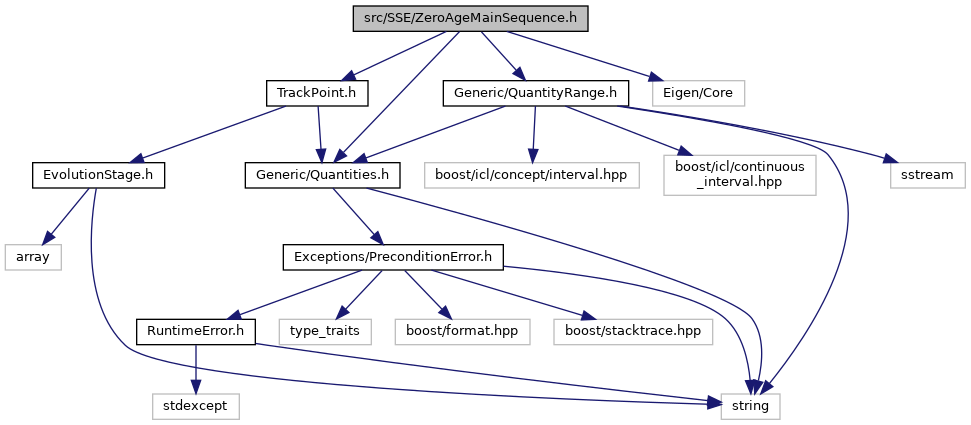 src/SSE/ZeroAgeMainSequence.h
TrackPoint.h
Generic/QuantityRange.h
Eigen/Core
EvolutionStage.h
Generic/Quantities.h
boost/icl/concept/interval.hpp
boost/icl/continuous
_interval.hpp
sstream
array
Exceptions/PreconditionError.h
RuntimeError.h
type_traits
boost/format.hpp
boost/stacktrace.hpp
stdexcept
string